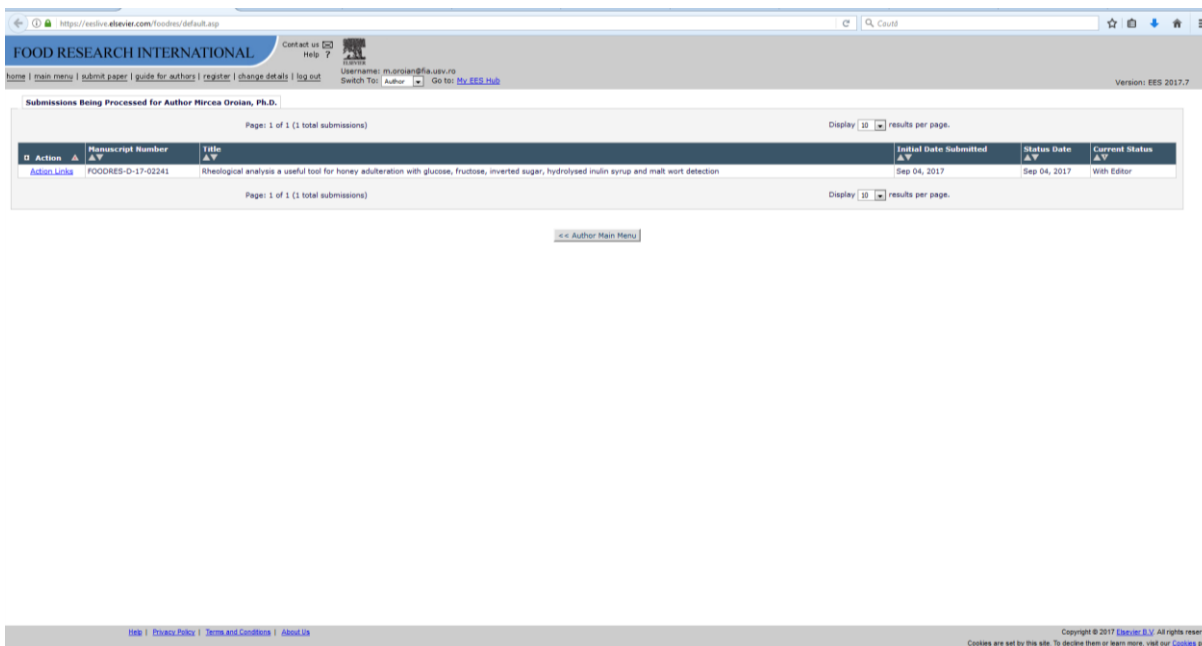 https://eeslive.elsevier.com/foodres/default.asp
Caută
FOOD RESEARCH INTERNATIONAL
Contact us
Help ?
ELSEVIER
home | main menu | submit paper | guide for authors | register | change details | log out
Username: m.oroian@fia.usv.ro
Switch To: Author Go to: My EES Hub
Version: EES 2017.7
Submissions Being Processed for Author Mircea Oroian, Ph.D.
Page: 1 of 1 (1 total submissions)
Display 10 results per page.
Action Manuscript Number Title Initial Date Submitted Status Date Current Status
Action Links FOODRES-D-17-02241 Rheological analysis a useful tool for honey adulteration with glucose, fructose, inverted sugar, hydrolysed inulin syrup and malt wort detection Sep 04, 2017 Sep 04, 2017 With Editor
Page: 1 of 1 (1 total submissions)
Display 10 results per page.
<< Author Main Menu
Help | Privacy Policy | Terms and Conditions | About Us
Copyright © 2017 Elsevier B.V. All rights reser
Cookies are set by this site. To decline them or learn more, visit our Cookies p